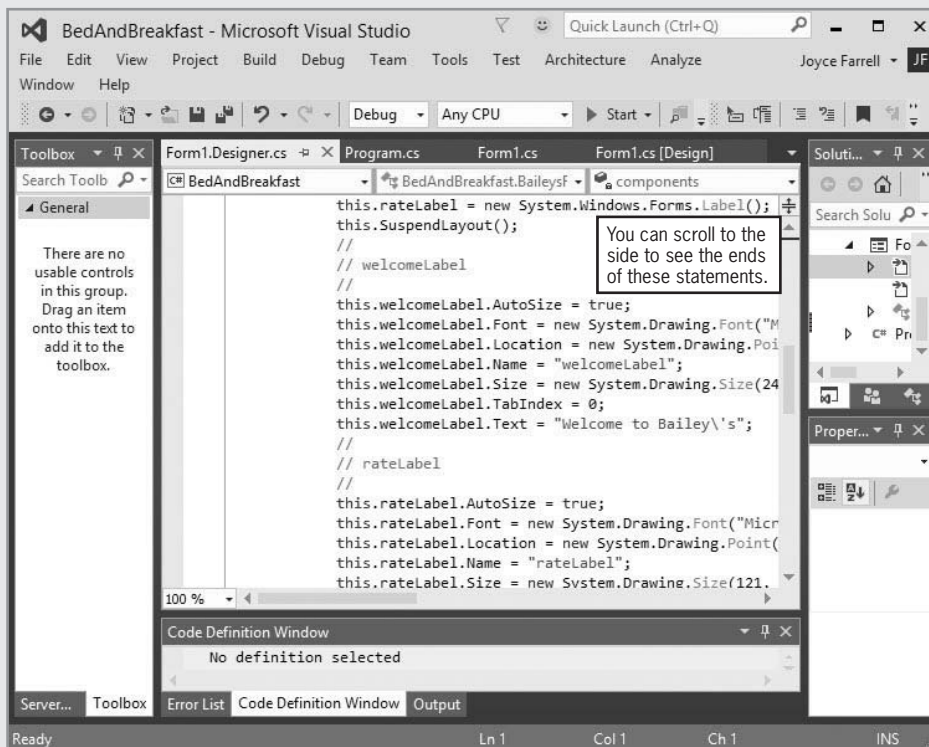 BedAndBreakfast - Microsoft Visual Studio
Quick Launch (Ctrl+Q)
File Edit View Project Build Debug Team Tools Test Architecture Analyze
Joyce Farrell JF
Window Help
Debug Any CPU Start
Toolbox
Search Toolb
General
There are no
usable controls
in this group.
Drag an item
onto this text to
add it to the
toolbox.
Form1.Designer.cs Program.cs Form1.cs Form1.cs [Design]
C# BedAndBreakfast BedAndBreakfast.BaileysF components
this.rateLabel = new System.Windows.Forms.Label();
this.SuspendLayout();
//
// welcomeLabel
//
this.welcomeLabel.AutoSize = true;
this.welcomeLabel.Font = new System.Drawing.Font("M
this.welcomeLabel.Location = new System.Drawing.Poi
this.welcomeLabel.Name = "welcomeLabel";
this.welcomeLabel.Size = new System.Drawing.Size(24
this.welcomeLabel.TabIndex = 0;
this.welcomeLabel.Text = "Welcome to Bailey\'s";
//
// rateLabel
//
this.rateLabel.AutoSize = true;
this.rateLabel.Font = new System.Drawing.Font("Micr
this.rateLabel.Location = new System.Drawing.Point(
this.rateLabel.Name = "rateLabel";
this.rateLabel.Size = new System.Drawing.Size(121,
You can scroll to the
side to see the ends
of these statements.
100 %
Soluti...
Search Solu
Fo
C# Pr
Proper...
Code Definition Window
No definition selected
Server... Toolbox
Error List Code Definition Window Output
Ready Ln 1 Col 1 Ch 1 INS